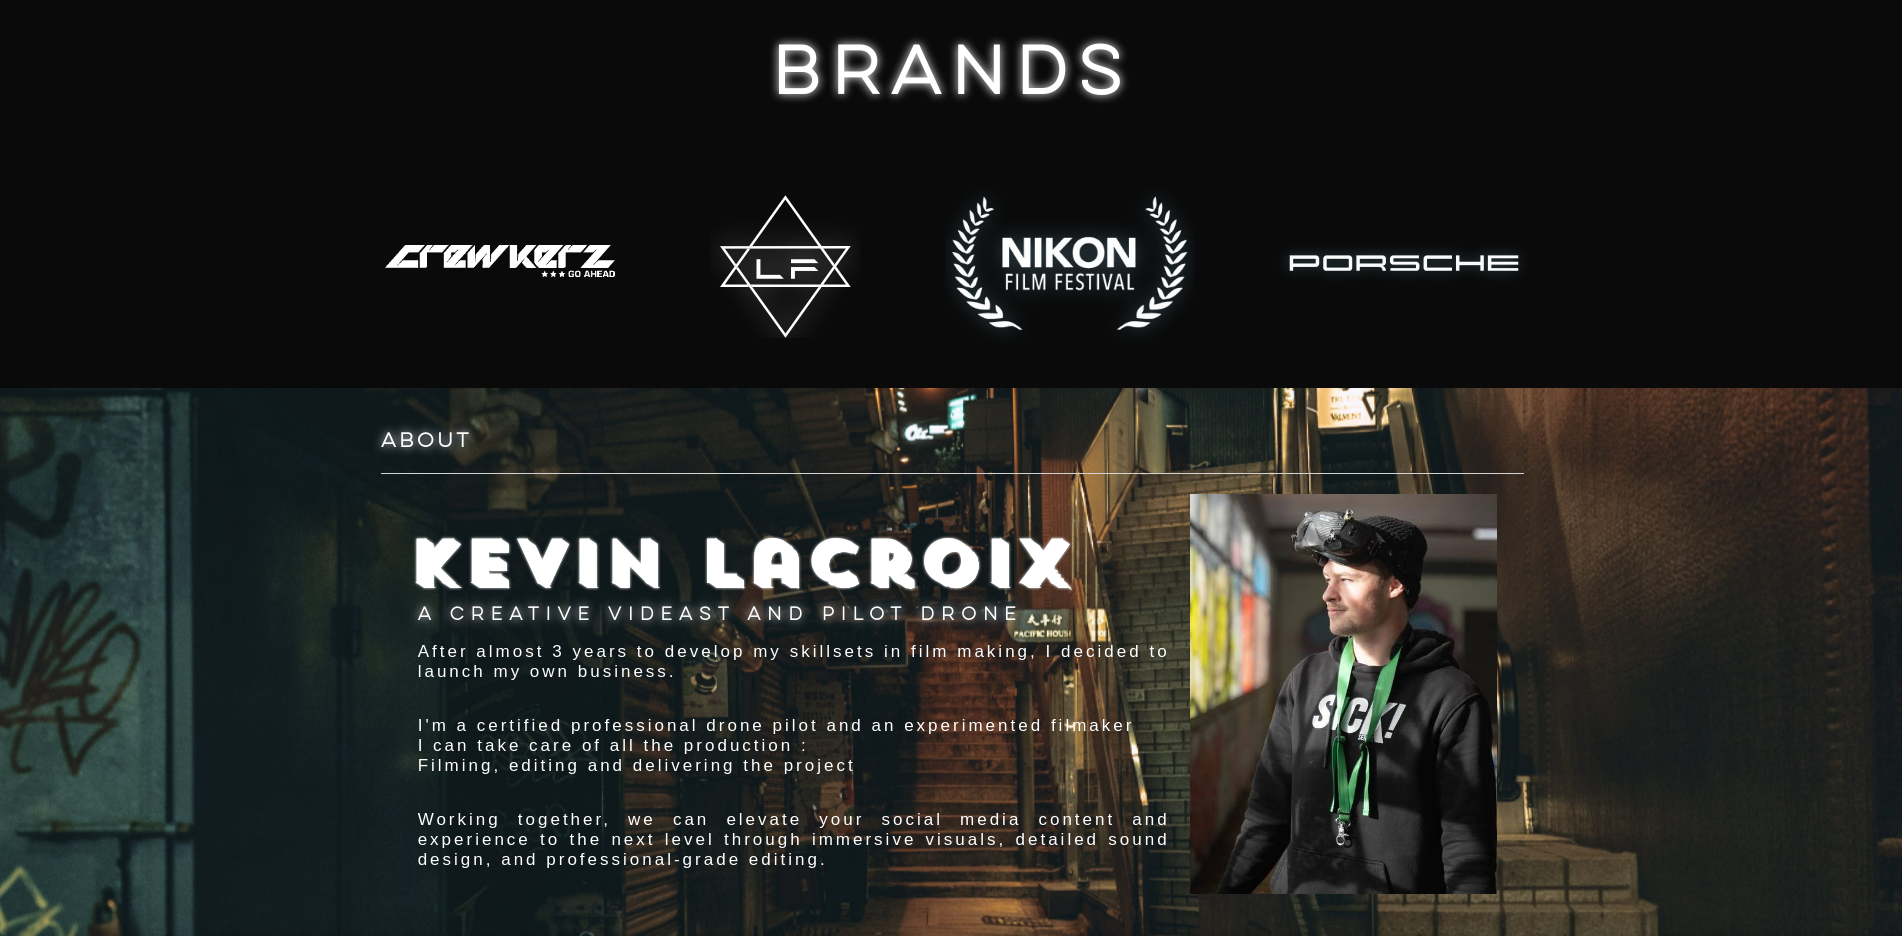 BRANDS
crewkerz
GO AHEAD
LF
NIKON
FILM FESTIVAL
PORSCHE
ABOUT
KEVIN LACROIX
A CREATIVE VIDEAST AND PILOT DRONE
PACIFIC HOUS
After almost 3 years to develop my skillsets in film making, I decided to
launch my own business.
I'm a certified professional drone pilot and an experimented filmaker
I can take care of all the production :
Filming, editing and delivering the project
SICK!
Working together, we can elevate your social media content and
experience to the next level through immersive visuals, detailed sound
design, and professional-grade editing.